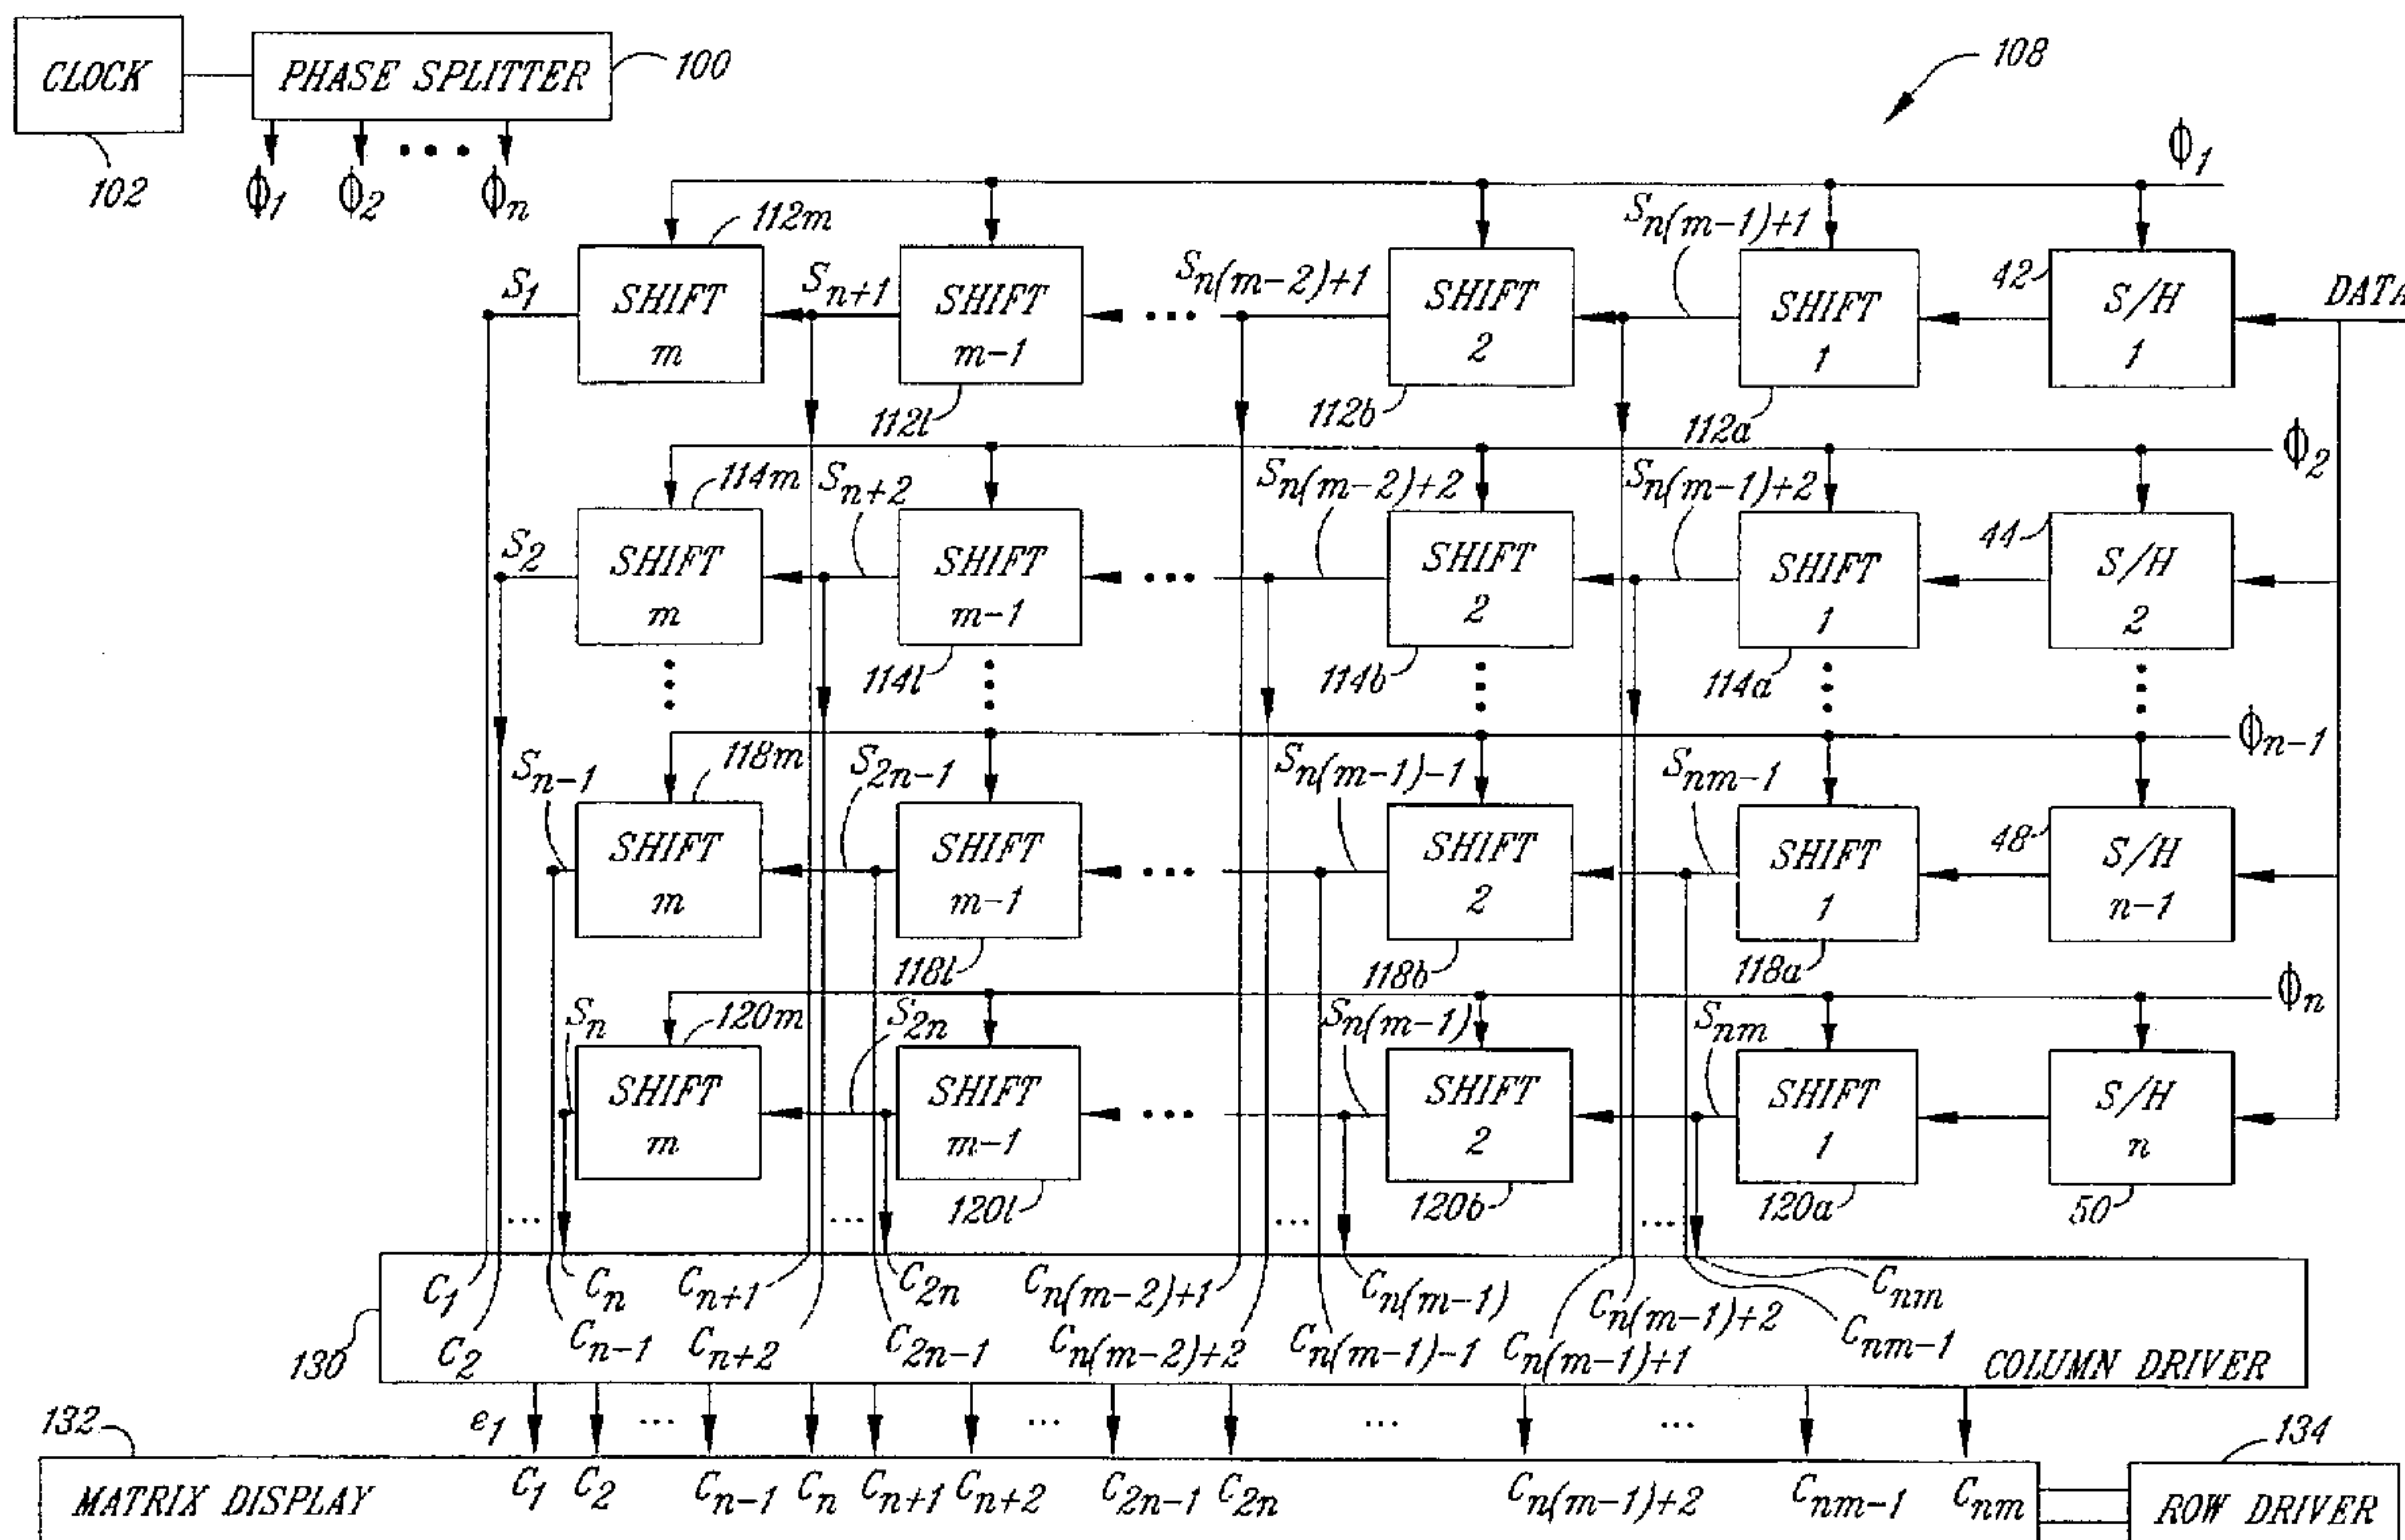 CLOCK
PHASE SPLITTER
100
108
102
Φ1 Φ2 • • • • Φn
Φ1
112m
S1
SHIFT m
Sn+1
SHIFT m-1
112l
Sn(m-2)+1
SHIFT 2
112b
Sn(m-1)+1
SHIFT 1
112a
42
S/H 1
DATA
Φ2
114m
S2
SHIFT m
Sn+2
SHIFT m-1
114l
Sn(m-2)+2
SHIFT 2
114b
Sn(m-1)+2
SHIFT 1
114a
44
S/H 2
Φn-1
118m
Sn-1
SHIFT m
S2n-1
SHIFT m-1
118l
Sn(m-1)-1
SHIFT 2
118b
Snm-1
SHIFT 1
118a
48
S/H n-1
Φn
120m
Sn
SHIFT m
S2n
SHIFT m-1
120l
Sn(m-1)
SHIFT 2
120b
Snm
SHIFT 1
120a
S/H n
50
C1 Cn Cn+1 C2n Cn(m-2)+1 Cn(m-1) Cn(m-1)+2 Cnm
C2 Cn-1 Cn+2 C2n-1 Cn(m-2)+2 Cn(m-1)-1 Cn(m-1)+1 Cnm-1
130
COLUMN DRIVER
132
ε1
134
MATRIX DISPLAY
C1 C2 Cn-1 Cn Cn+1 Cn+2 C2n-1 C2n Cn(m-1)+2 Cnm-1 Cnm
ROW DRIVER